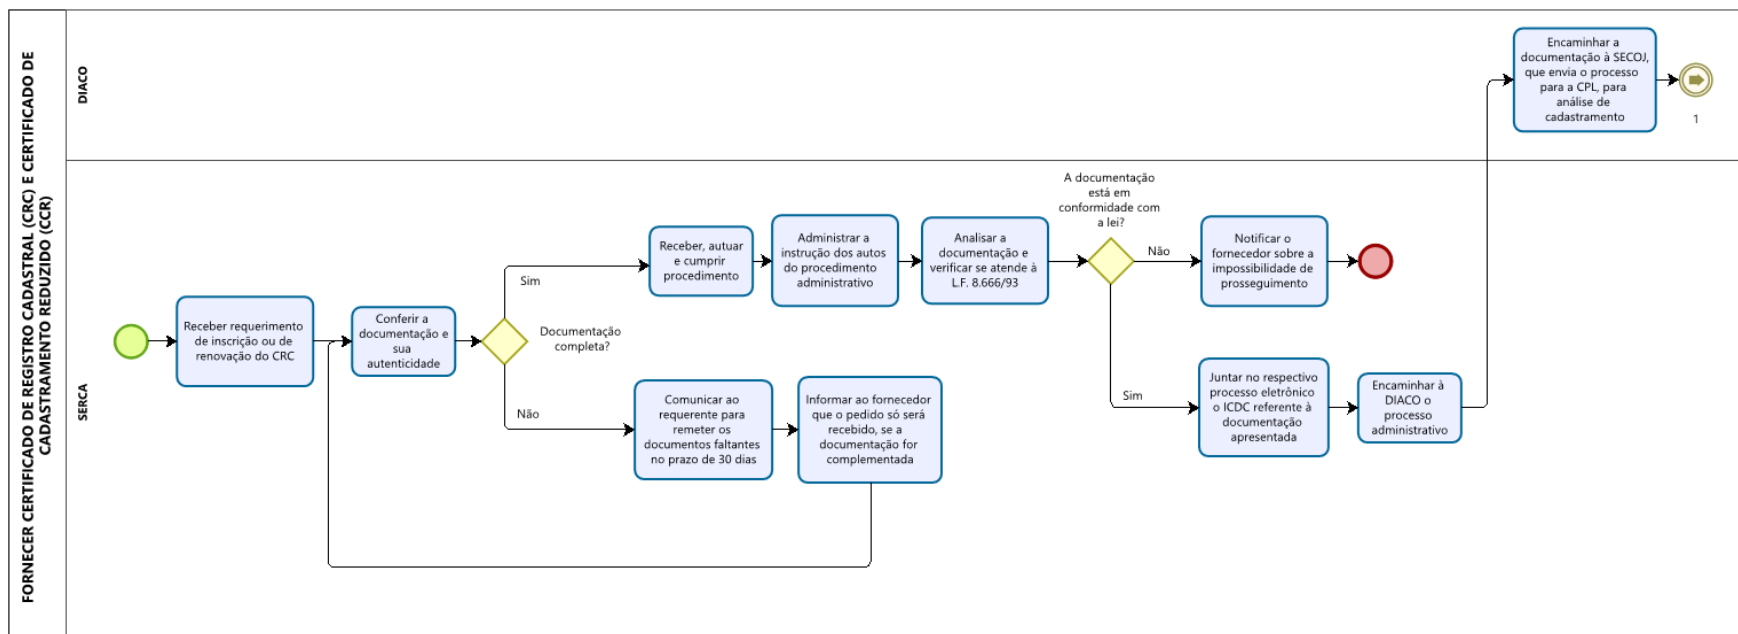 FORNECER CERTIFICADO DE REGISTRO CADASTRAL (CRC) E CERTIFICADO DE
CADASTRAMENTO REDUZIDO (CCR)
DIACO
Encaminhar a
documentação à SECOJ,
que envia o processo
para a CPL, para
análise de
cadastramento
1
SERCA
Receber requerimento
de inscrição ou de
renovação do CRC
Conferir a
documentação e
sua
autenticidade
Documentação
completa?
Sim
Receber, autuar
e cumprir
procedimento
Administrar a
instrução dos autos
do procedimento
administrativo
Analisar a
documentação e
verificar se atende à
L.F. 8.666/93
A documentação
está em
conformidade com
a lei?
Não
Notificar o
fornecedor sobre a
impossibilidade de
prosseguimento
Não
Comunicar ao
requerente para
remeter os
documentos faltantes
no prazo de 30 dias
Informar ao fornecedor
que o pedido só será
recebido, se a
documentação for
complementada
Sim
Juntar no respectivo
processo eletrônico
o ICDC referente à
documentação
apresentada
Encaminhar à
DIACO o
processo
administrativo